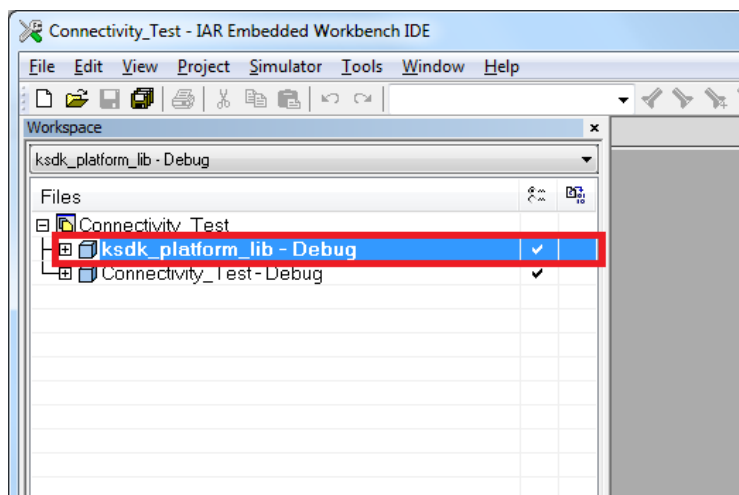 Connectivity_Test - IAR Embedded Workbench IDE
File Edit View Project Simulator Tools Window Help
Workspace
ksdk_platform_lib - Debug
Files
Connectivity_Test
ksdk_platform_lib - Debug
Connectivity_Test - Debug